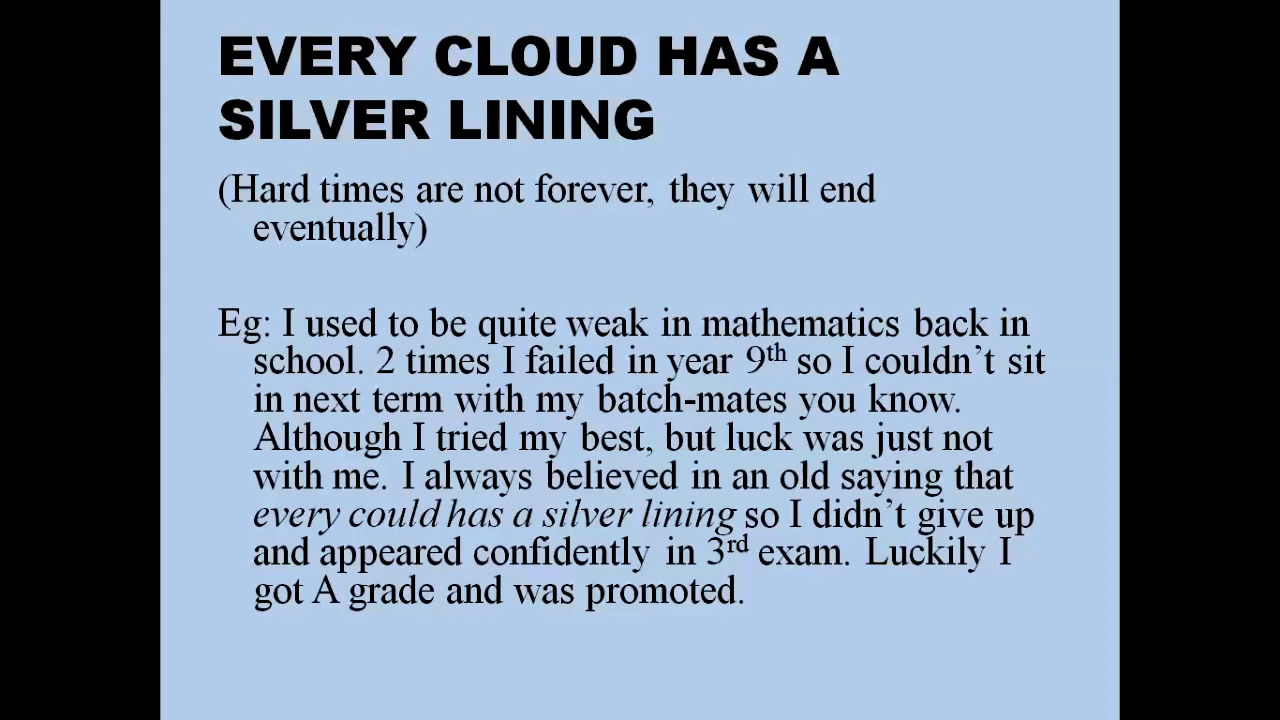 EVERY CLOUD HAS A
SILVER LINING
(Hard times are not forever, they will end
eventually)
Eg: I used to be quite weak in mathematics back in
school. 2 times I failed in year 9th so I couldn't sit
in next term with my batch-mates you know.
Although I tried my best, but luck was just not
with me. I always believed in an old saying that
every could has a silver lining so I didn't give up
and appeared confidently in 3rd exam. Luckily I
got A grade and was promoted.